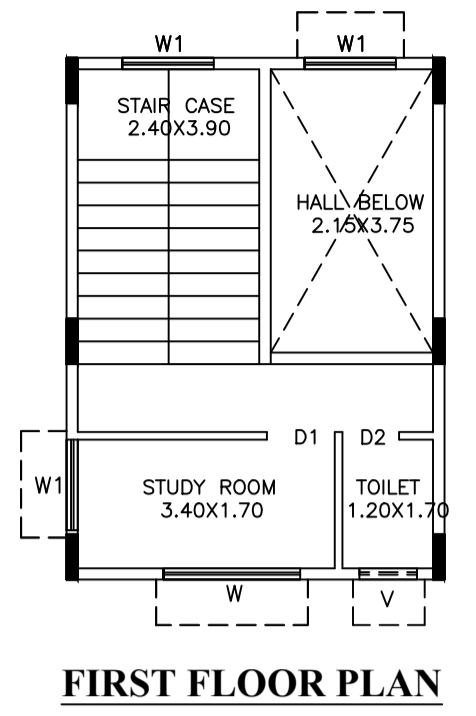 W1 W1
STAIR CASE
2.40X3.90
HALL BELOW
2.15X3.75
D1 D2
W1
STUDY ROOM
3.40X1.70
TOILET
1.20X1.70
W V
FIRST FLOOR PLAN